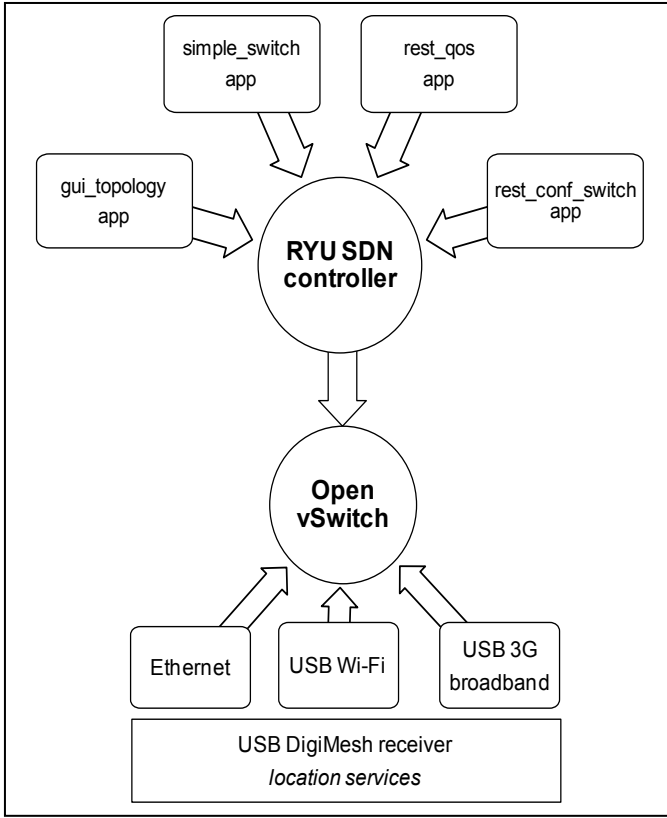 simple_switch
app
rest_qos
app
gui_topology
app
rest_conf_switch
app
RYU SDN
controller
Open
vSwitch
Ethernet
USB Wi-Fi
USB 3G
broadband
USB DigiMesh receiver
location services